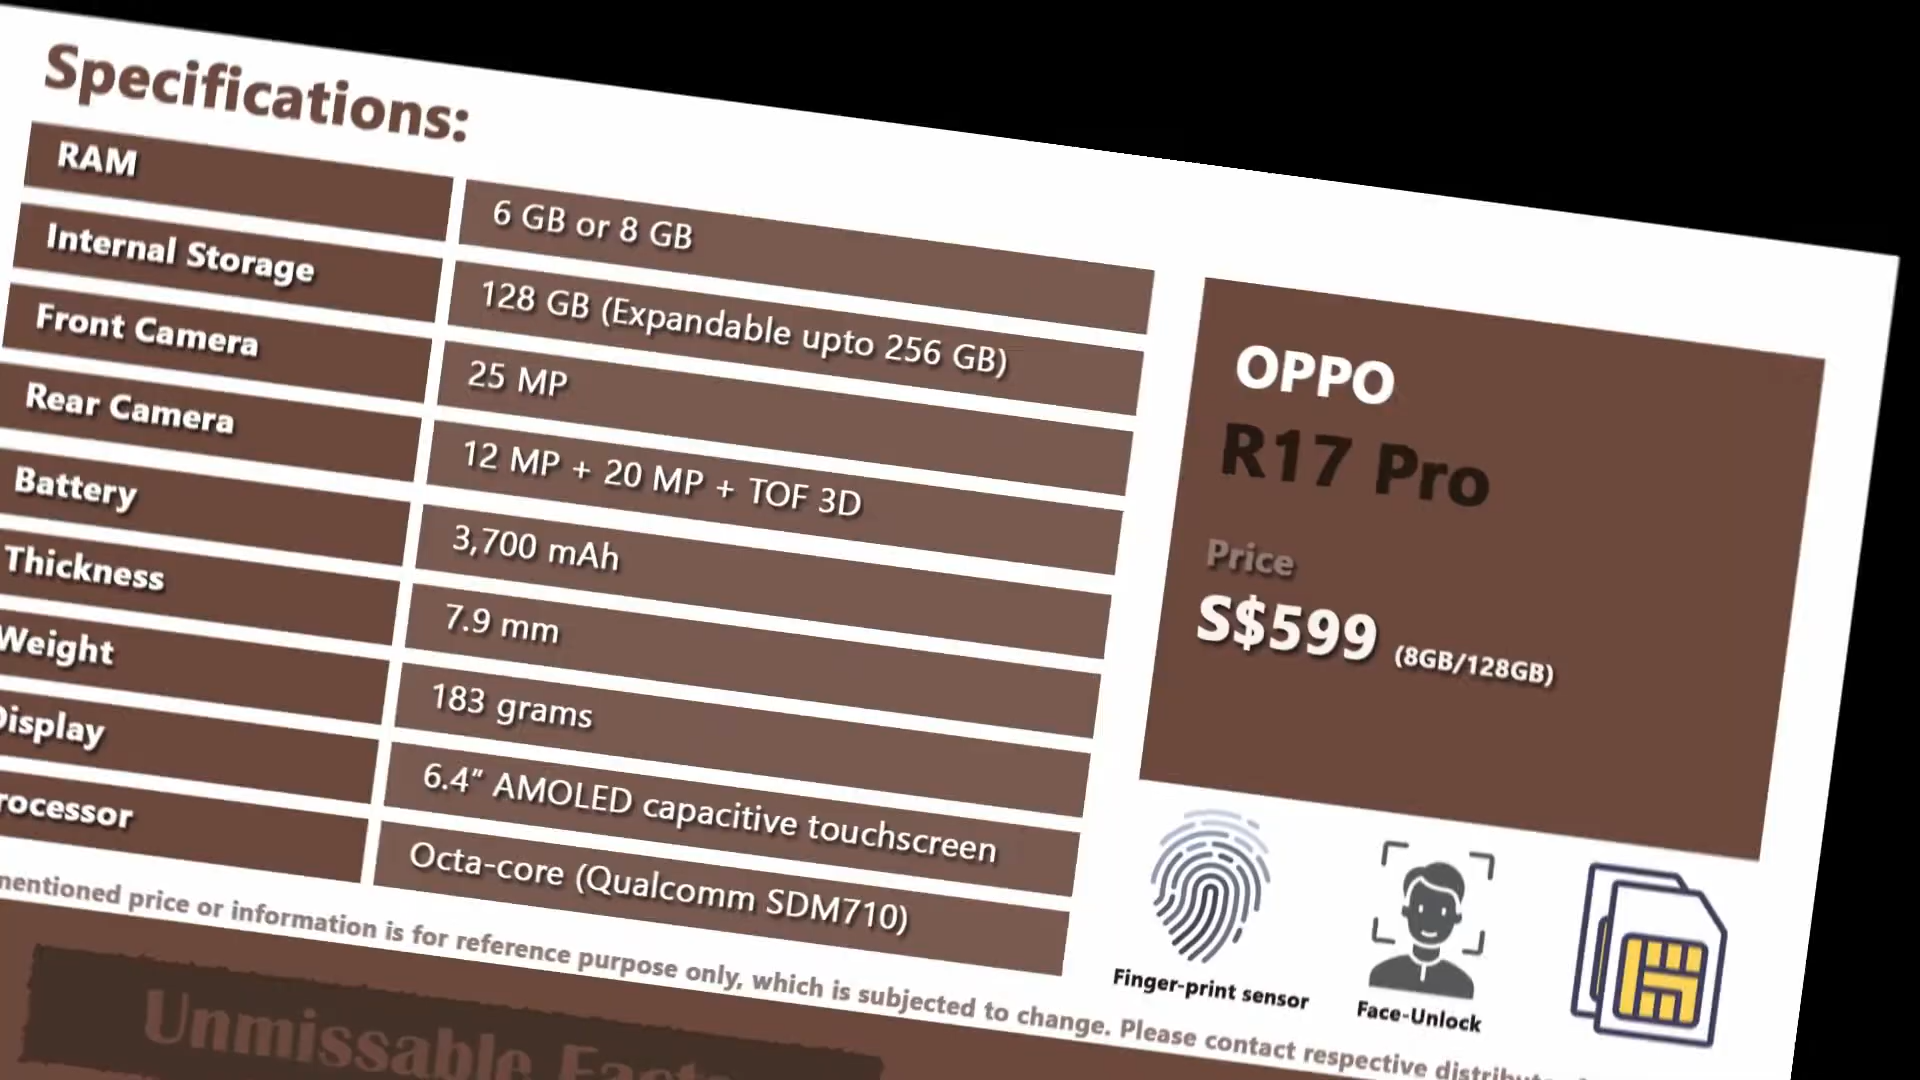 Specifications:
RAM
6 GB or 8 GB
Internal Storage
128 GB (Expandable upto 256 GB)
Front Camera
25 MP
Rear Camera
12 MP + 20 MP + TOF 3D
Battery
3,700 mAh
Thickness
7.9 mm
Weight
183 grams
Display
6.4” AMOLED capacitive touchscreen
rocessor
Octa-core (Qualcomm SDM710)
OPPO
R17 Pro
Price
S$599 (8GB/128GB)
Finger-print sensor
Face-Unlock
mentioned price or information is for reference purpose only, which is subjected to change. Please contact respective
Unmissable